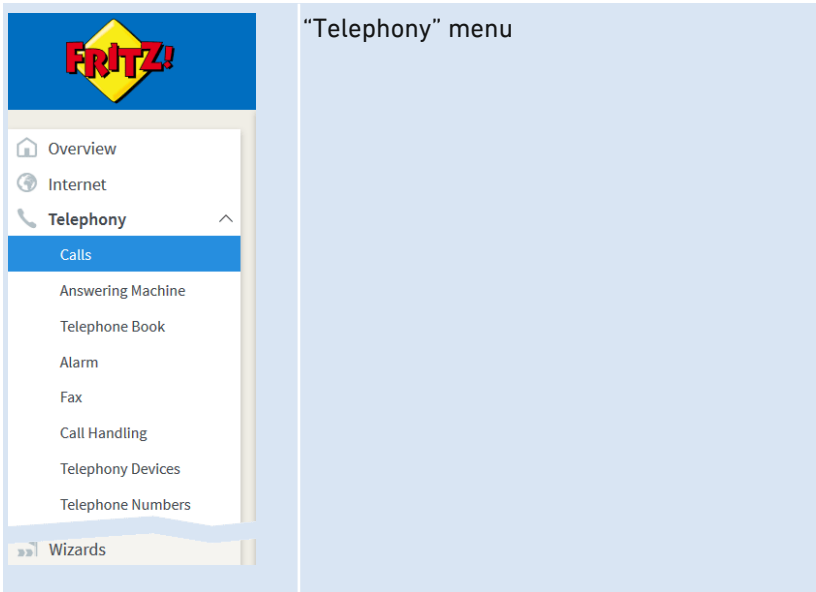 FRITZ!
Overview
Internet
Telephony
Calls
Answering Machine
Telephone Book
Alarm
Fax
Call Handling
Telephony Devices
Telephone Numbers
Wizards
“Telephony” menu